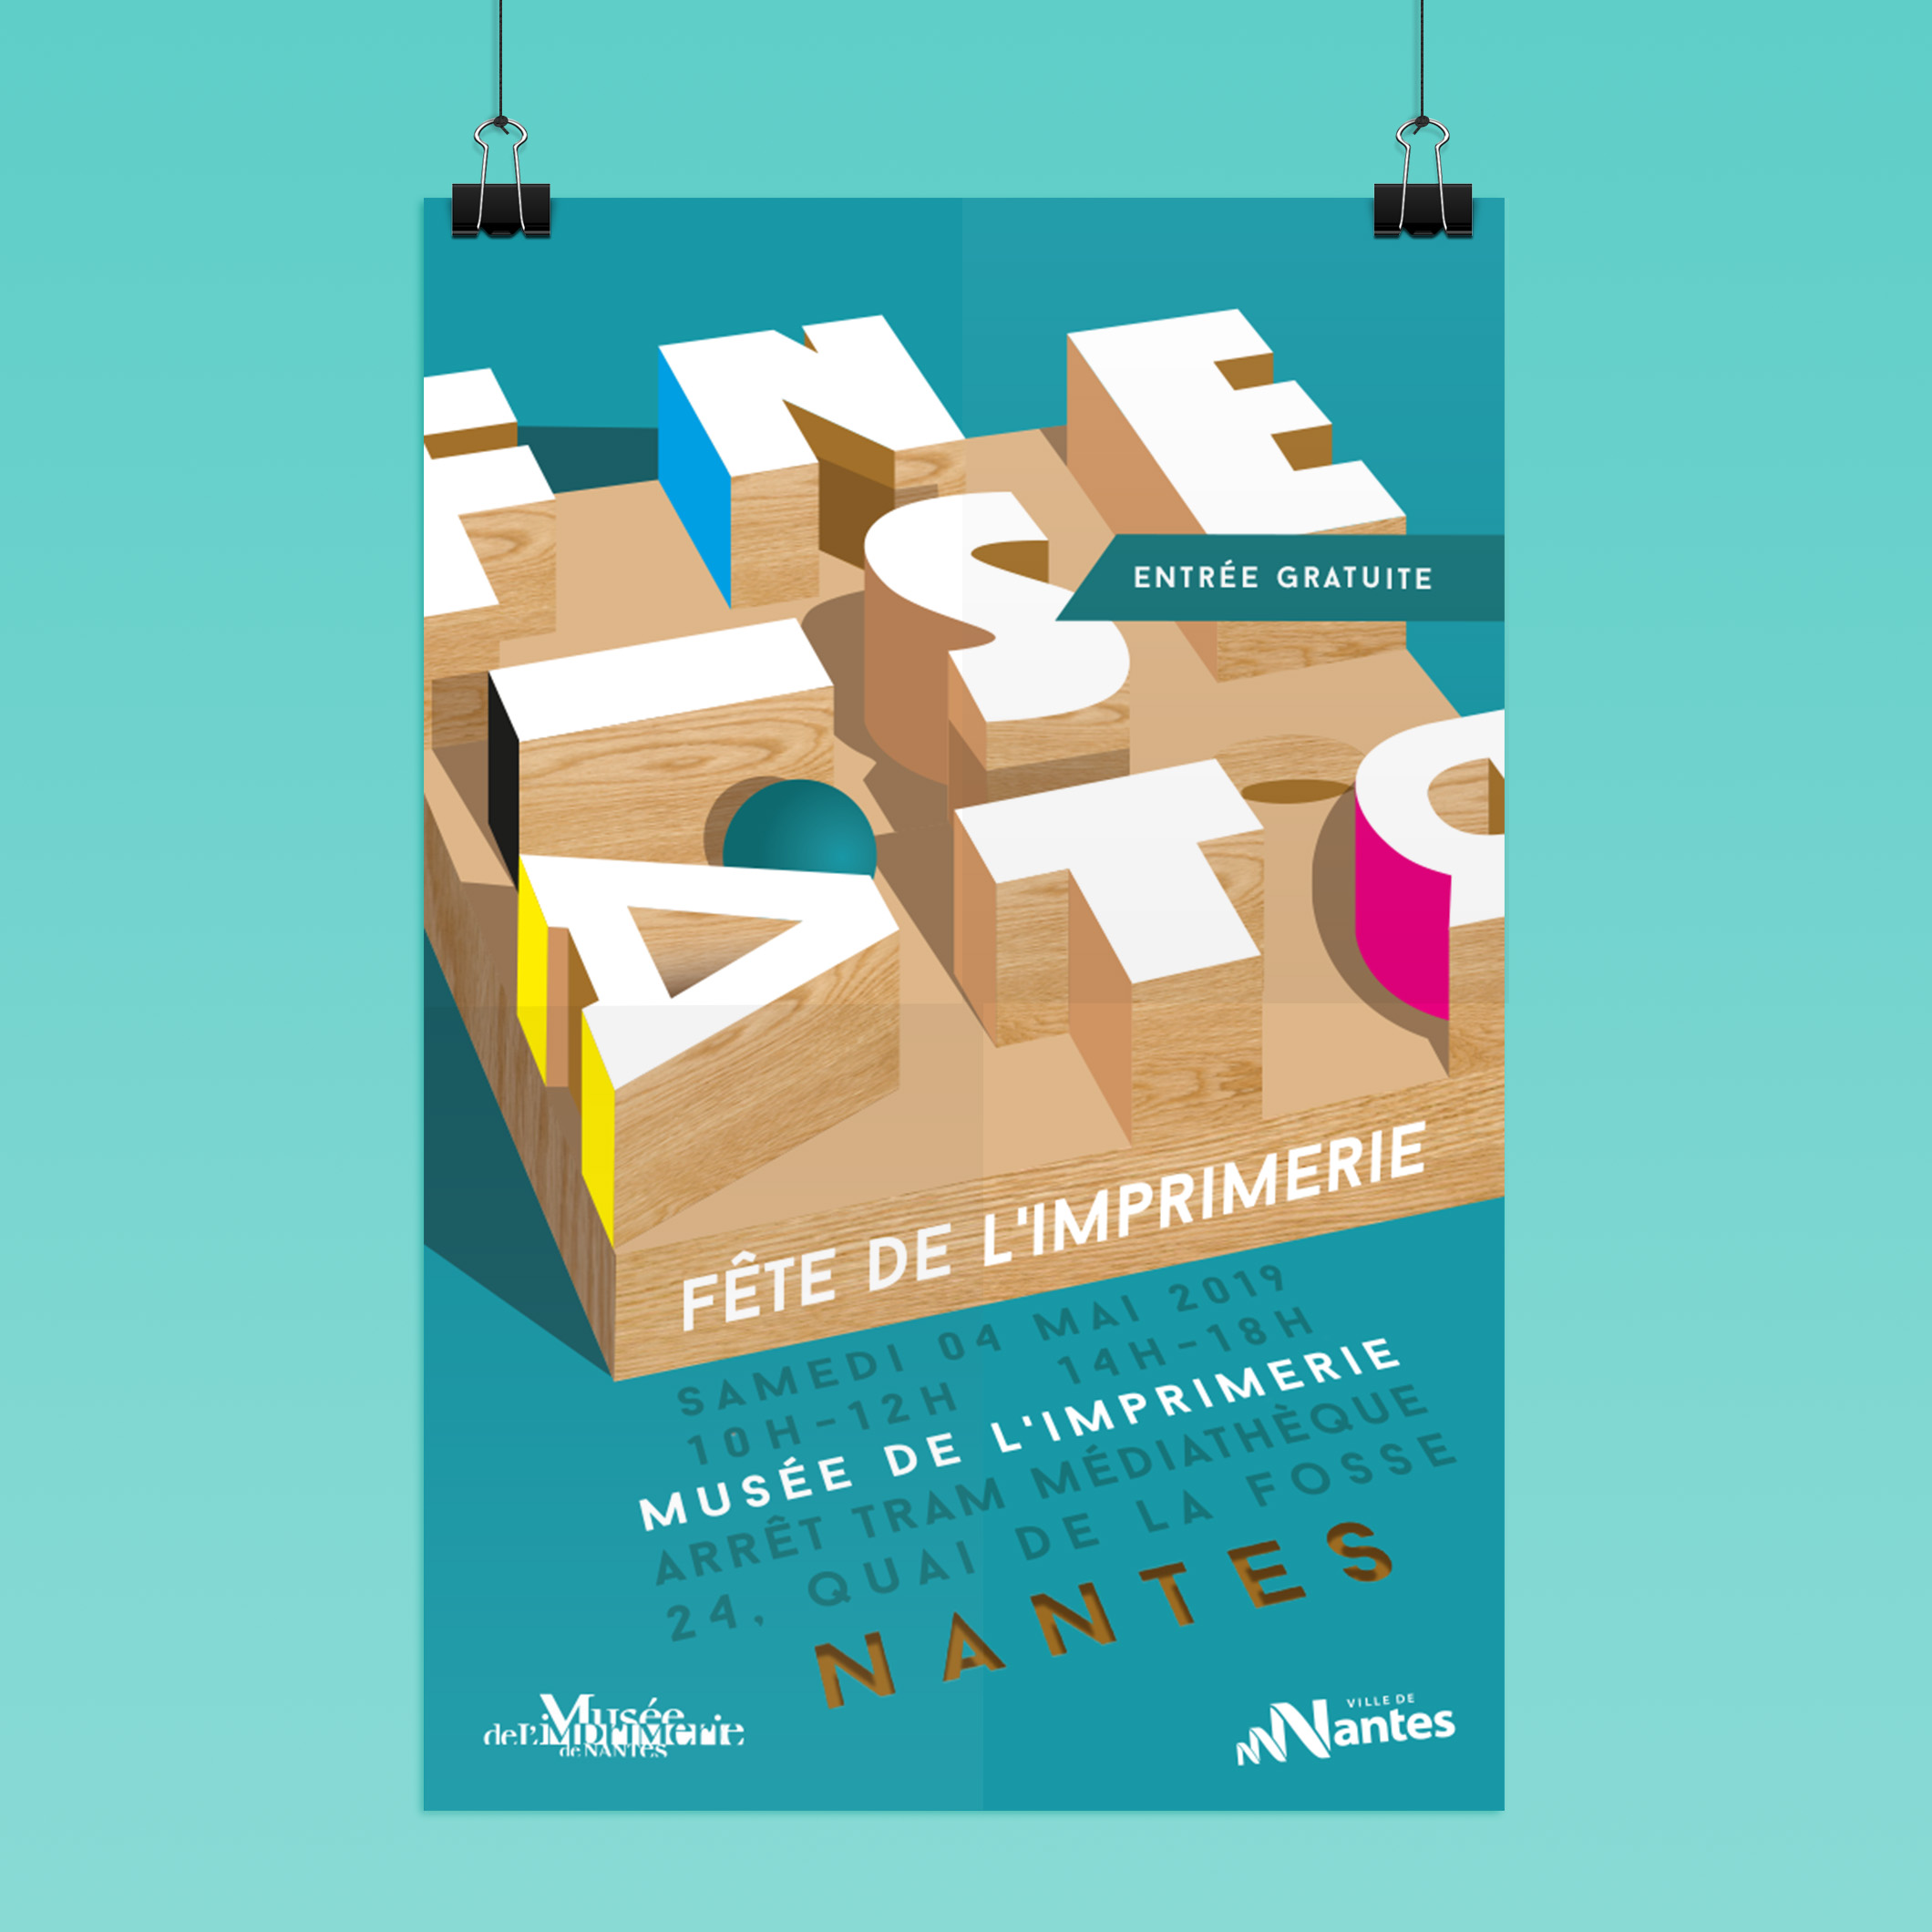 F N E
I S
A T
ENTRÉE GRATUITE
FÊTE DE L'IMPRIMERIE
SAMEDI 04 MAI 2019
10H-12H 14H-18H
MUSÉE DE L'IMPRIMERIE
ARRÊT TRAM MÉDIATHÈQUE
24, QUAI DE LA FOSSE
NANTES
Musée
de L'iMPriMerie
de NANTES
VILLE DE
Nantes